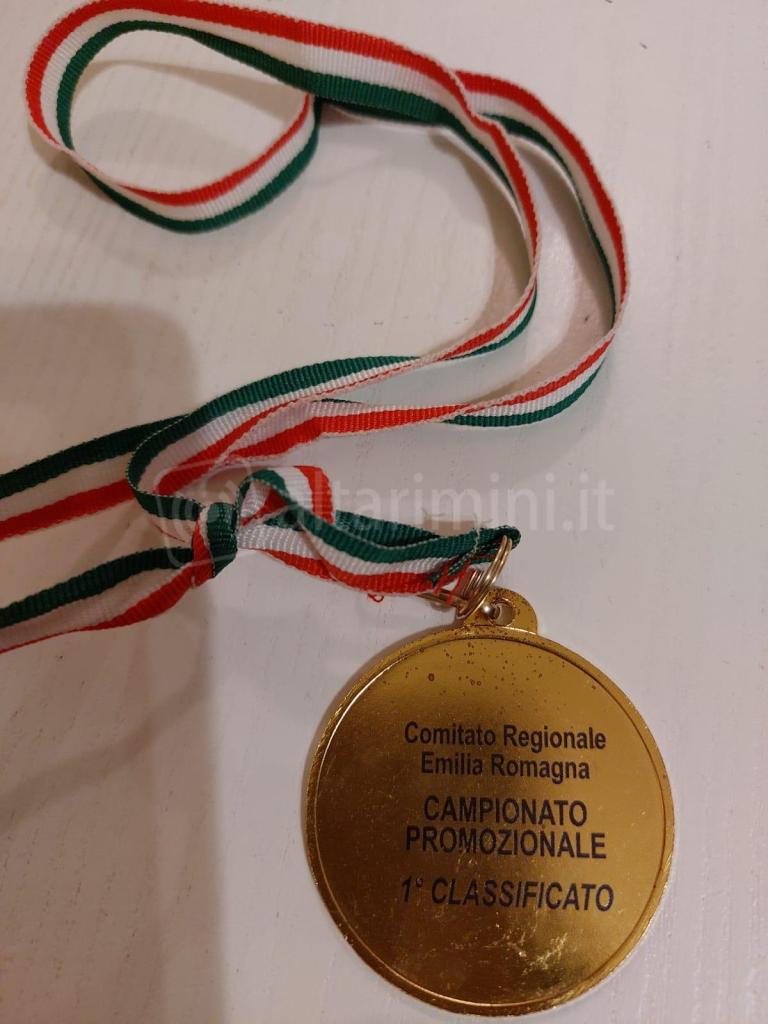 altarimini.it
Comitato Regionale
Emilia Romagna
CAMPIONATO
PROMOZIONALE
1° CLASSIFICATO